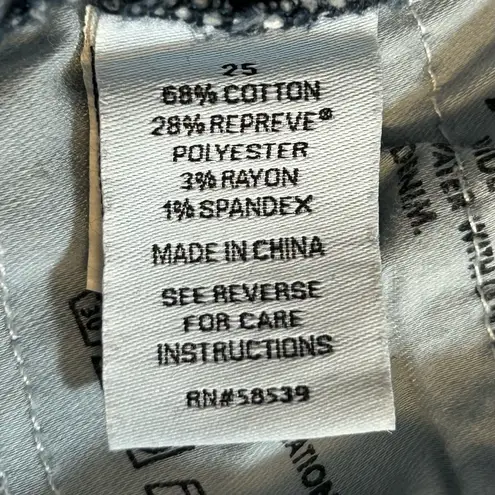 25
68% COTTON
28% REPREVE®
POLYESTER
3% RAYON
1% SPANDEX
MADE IN CHINA
SEE REVERSE
FOR CARE
INSTRUCTIONS
RN#58539
30